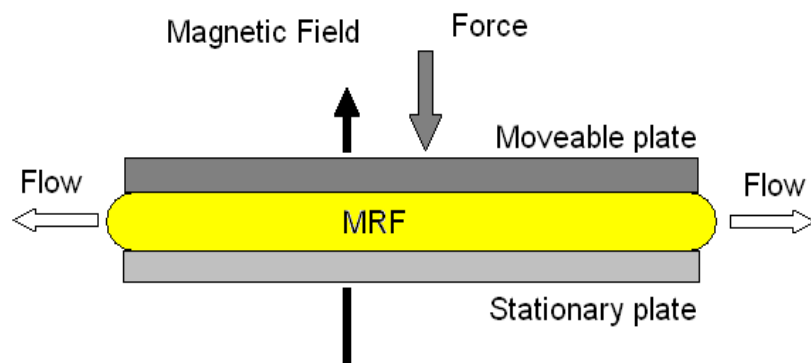 Magnetic Field
Force
Moveable plate
Flow
Flow
MRF
Stationary plate